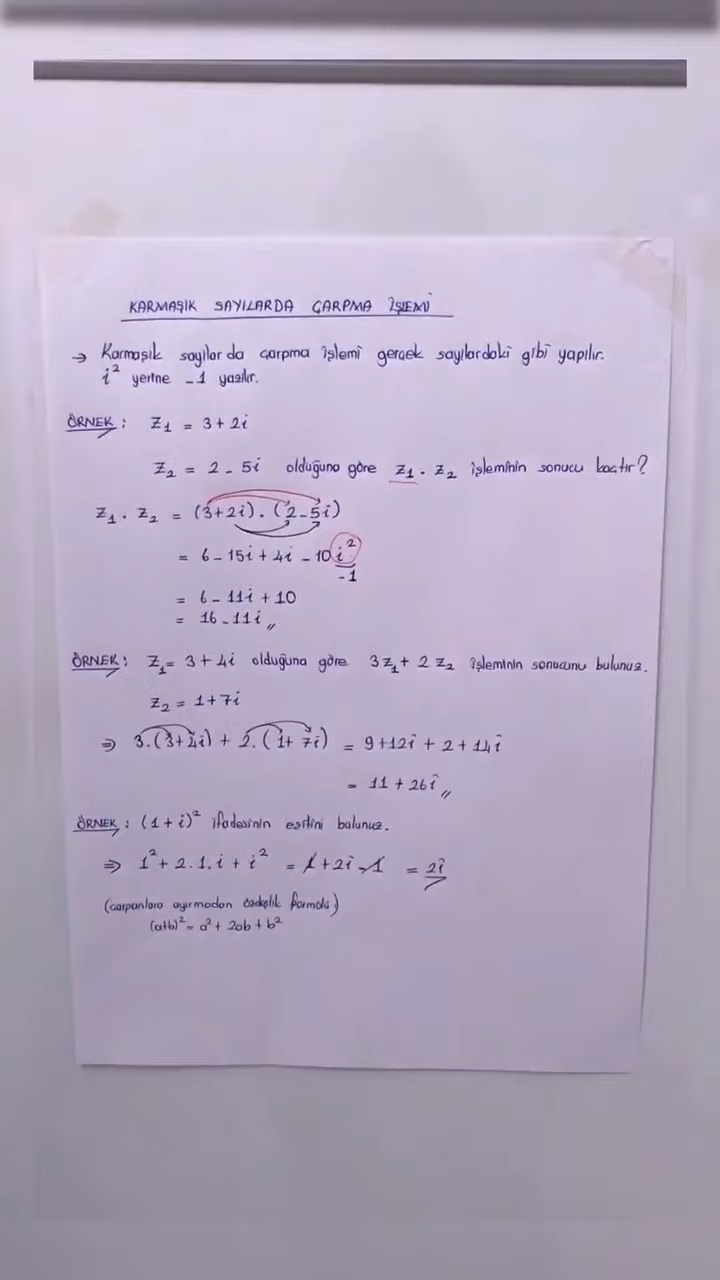 KARMAŞIK SAYILARDA ÇARPMA İŞLEMİ
→ Karmaşık sayılar da çarpma işlemi gerçek sayılardaki gibi yapılır.
i² yerine -1 yazılır.
ÖRNEK: z₁ = 3 + 2i
z₂ = 2 - 5i olduğuna göre z₁ . z₂ işleminin sonucu kaçtır?
z₁ . z₂ = (3+2i) . (2-5i)
= 6 - 15i + 4i - 10i²
-1
= 6 - 11i + 10
= 16 - 11i //
ÖRNEK: z₁ = 3 + 4i olduğuna göre 3z₁ + 2z₂ işleminin sonucunu bulunuz.
z₂ = 1 + 7i
⇒ 3.(3+4i) + 2.(1+7i) = 9 + 12i + 2 + 14i
= 11 + 26i //
ÖRNEK: (1+i)² ifadesinin eşitini bulunuz.
⇒ 1² + 2.1.i + i² = 1 + 2i - 1 = 2i
(çarpanlara ayırmadan özdeşlik formülü)
(a+b)² = a² + 2ab + b²